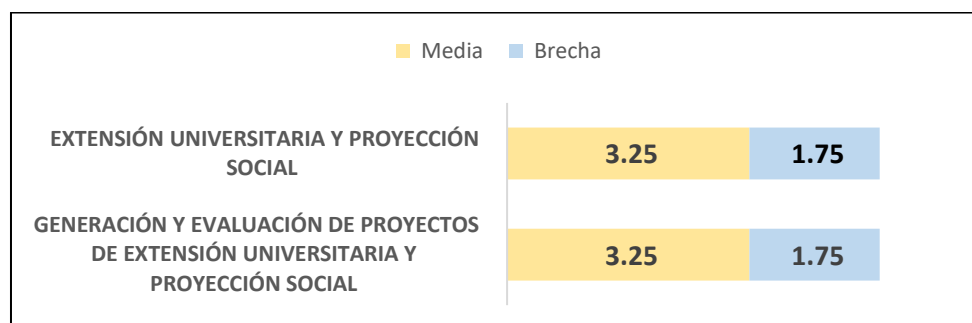 Media Brecha
EXTENSIÓN UNIVERSITARIA Y PROYECCIÓN
SOCIAL
3.25 1.75
GENERACIÓN Y EVALUACIÓN DE PROYECTOS
DE EXTENSIÓN UNIVERSITARIA Y
PROYECCIÓN SOCIAL
3.25 1.75